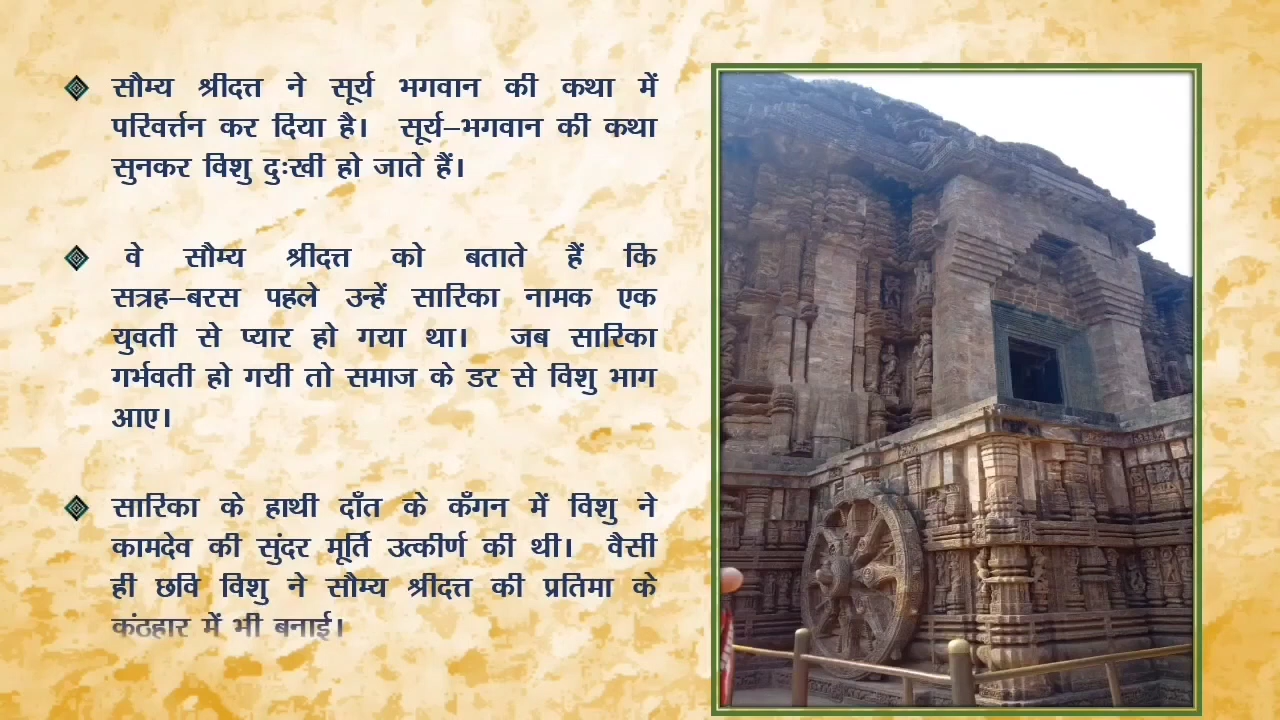 सौम्य श्रीदत्त ने सूर्य भगवान की कथा में
परिवर्त्तन कर दिया है। सूर्य–भगवान की कथा
सुनकर विशु दुःखी हो जाते हैं।
वे सौम्य श्रीदत्त को बताते हैं कि
सत्रह–बरस पहले उन्हें सारिका नामक एक
युवती से प्यार हो गया था। जब सारिका
गर्भवती हो गयी तो समाज के डर से विशु भाग
आए।
सारिका के हाथी दाँत के कँगन में विशु ने
कामदेव की सुंदर मूर्ति उत्कीर्ण की थी। वैसी
ही छवि विशु ने सौम्य श्रीदत्त की प्रतिमा के
कंठहार में भी बनाई।